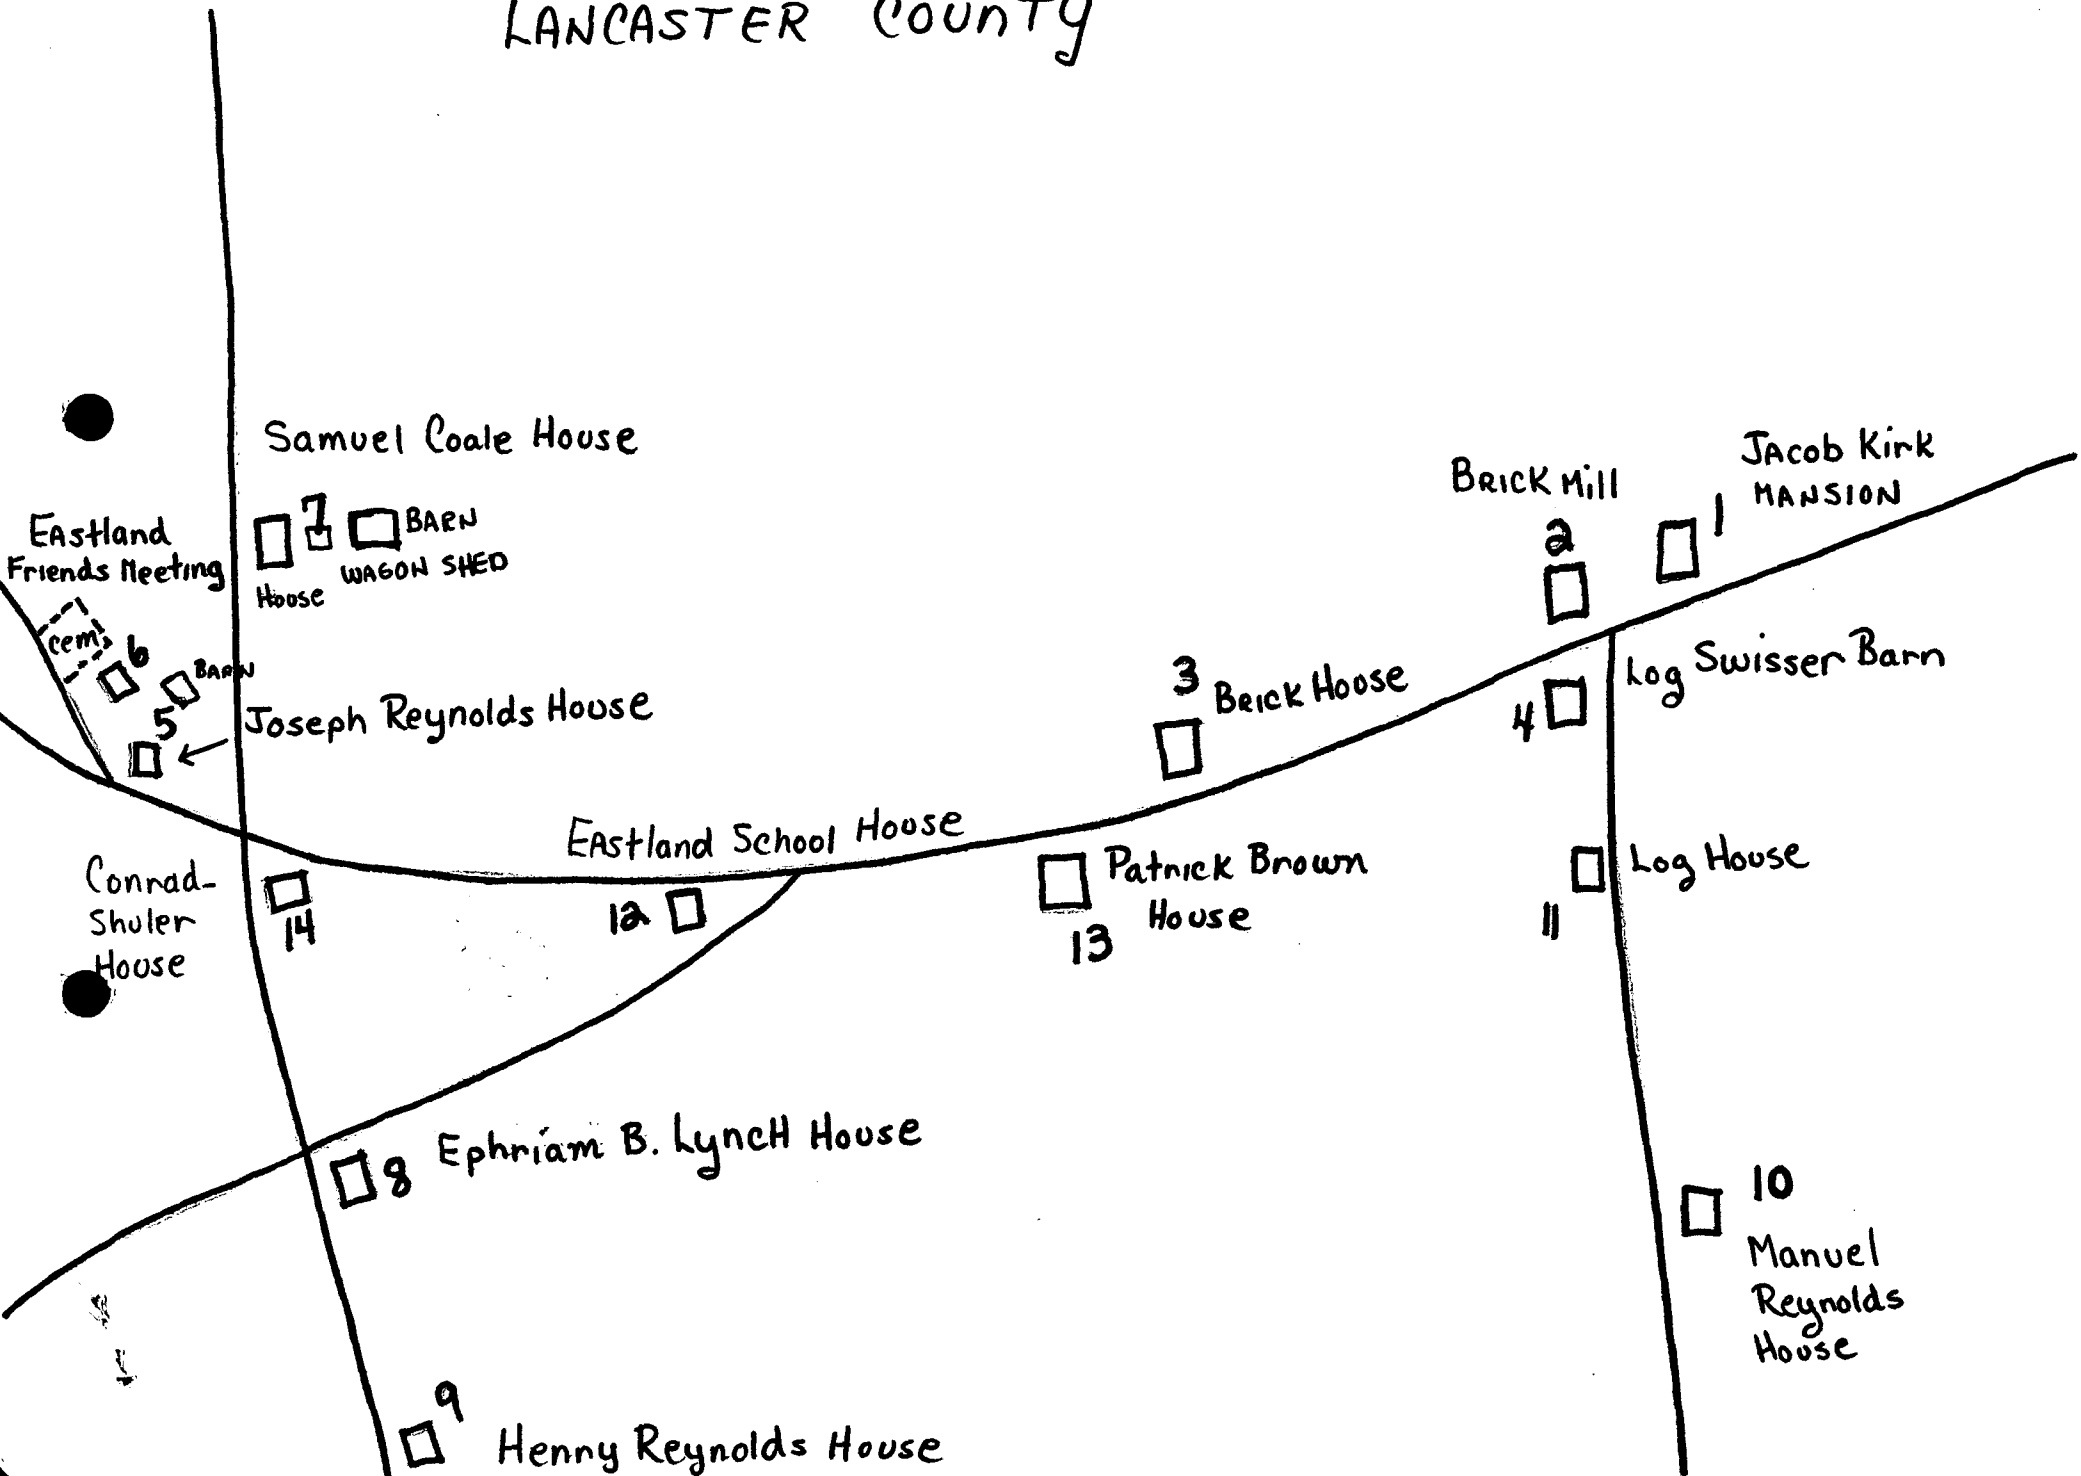 LANCASTER COUNTY
Samuel Coale House
7
BARN
WAGON SHED
House
Eastland
Friends Meeting
cem.
6
BARN
5
Joseph Reynolds House
Brick Mill
2
Jacob Kirk
MANSION
1
3
Brick House
Log Swisser Barn
4
Eastland School House
12
Conrad-
Shuler
House
14
Patrick Brown
House
13
Log House
11
Ephriam B. Lynch House
8
10
Manuel
Reynolds
House
9
Henry Reynolds House